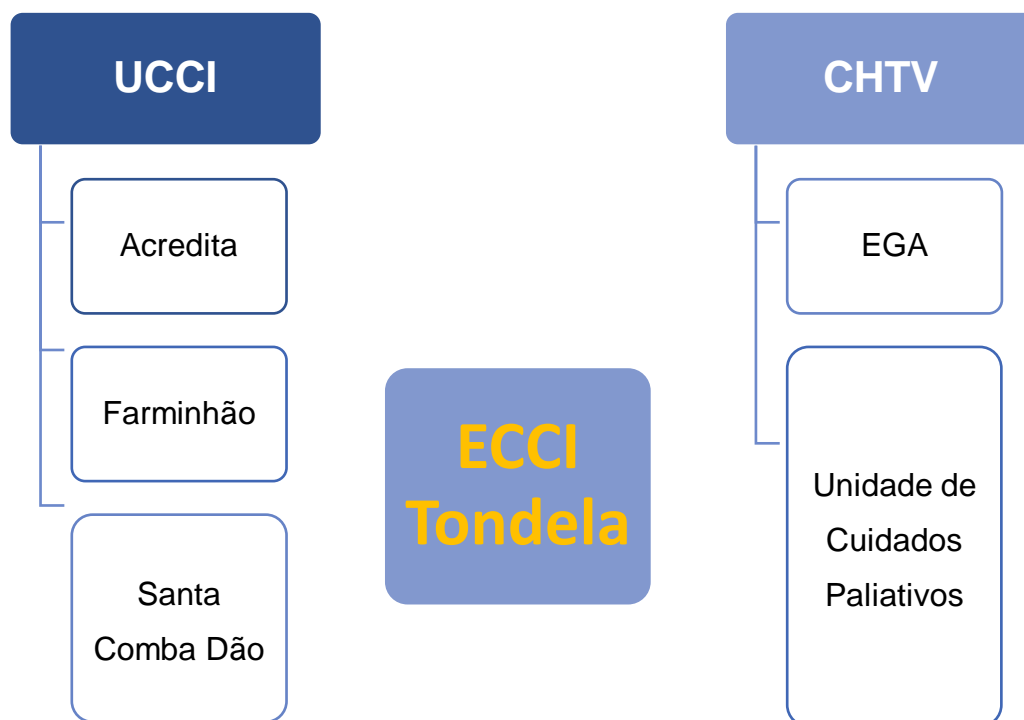 UCCI
Acredita
Farminhão
Santa
Comba Dão
ECCI
Tondela
CHTV
EGA
Unidade de
Cuidados
Paliativos